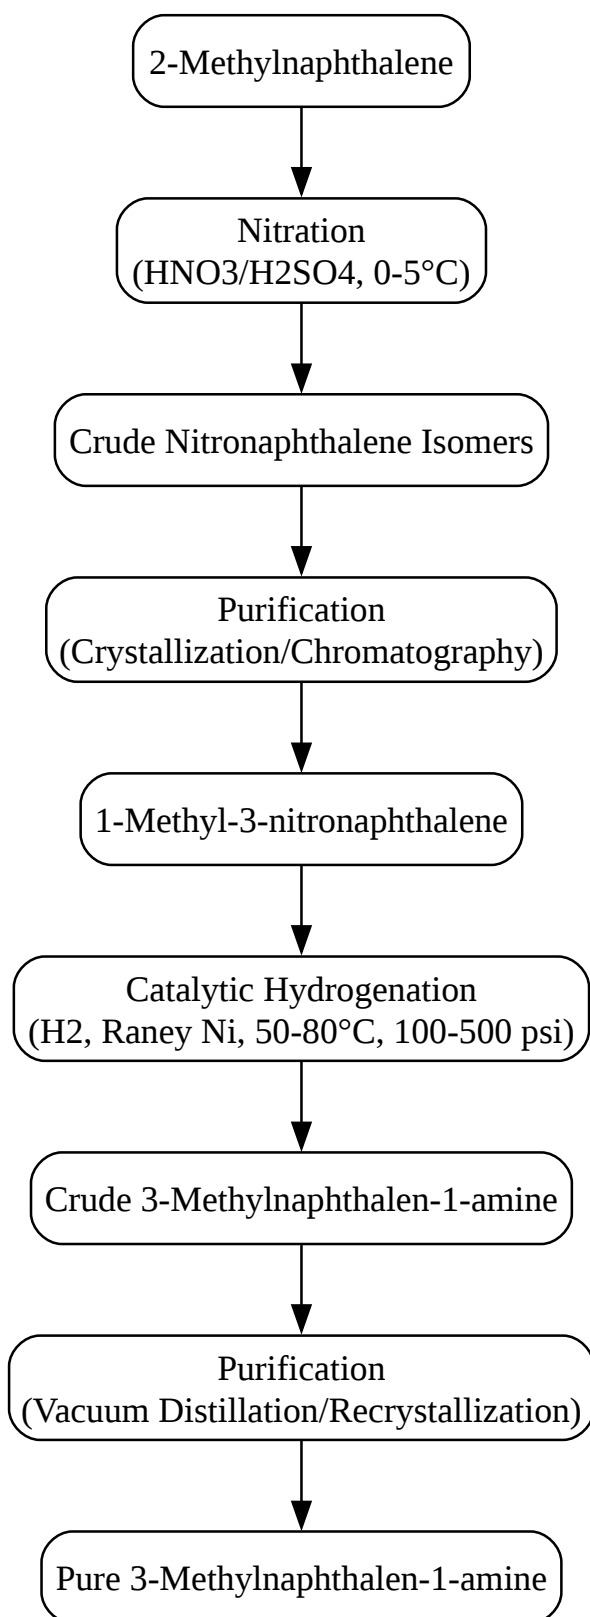 2-Methylnaphthalene
Nitration
(HNO3/H2SO4, 0-5°C)
Crude Nitronaphthalene Isomers
Purification
(Crystallization/Chromatography)
1-Methyl-3-nitronaphthalene
Catalytic Hydrogenation
(H2, Raney Ni, 50-80°C, 100-500 psi)
Crude 3-Methylnaphthalen-1-amine
Purification
(Vacuum Distillation/Recrystallization)
Pure 3-Methylnaphthalen-1-amine